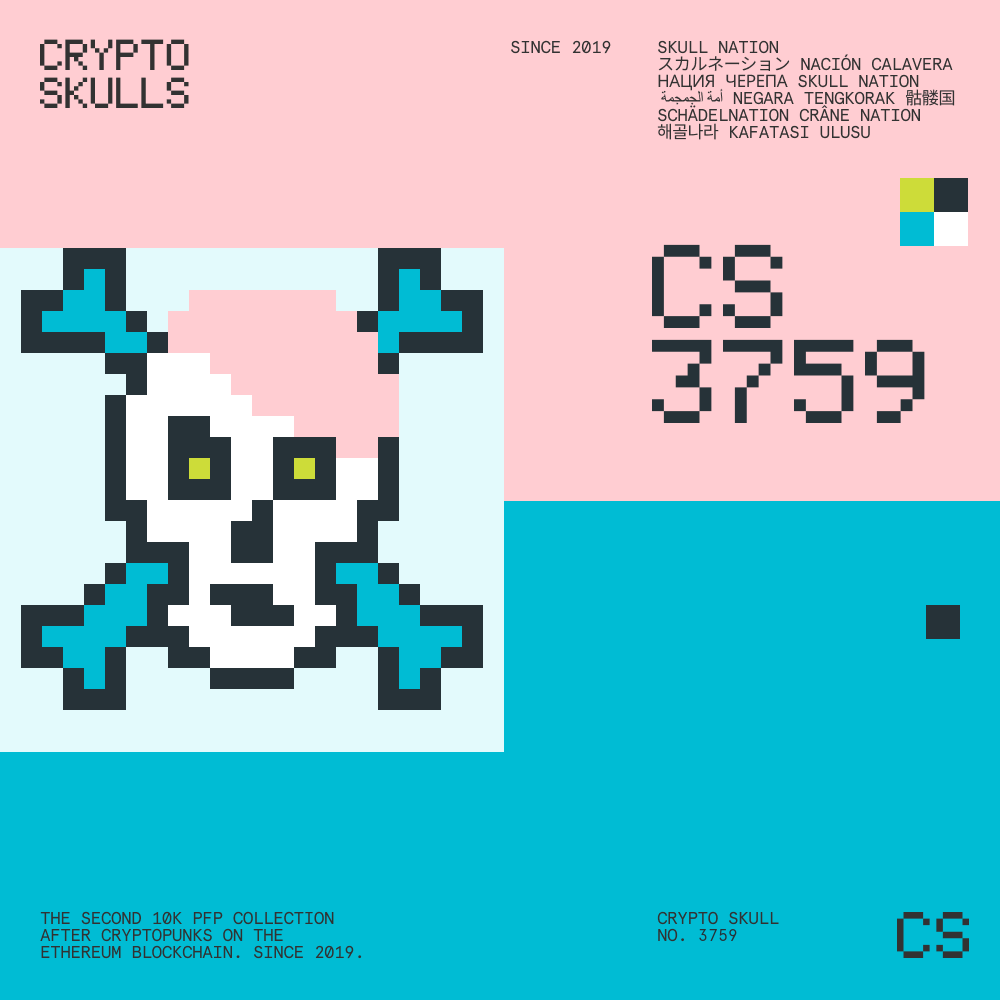 CRYPTO
SKULLS
SINCE 2019
SKULL NATION
スカルネーション NACIÓN CALAVERA
НАЦИЯ ЧЕРЕПА SKULL NATION
أمة الجمجمة NEGARA TENGKORAK 骷髅国
SCHÄDELNATION CRÂNE NATION
해골나라 KAFATASI ULUSU
CS
3759
THE SECOND 10K PFP COLLECTION
AFTER CRYPTOPUNKS ON THE
ETHEREUM BLOCKCHAIN. SINCE 2019.
CRYPTO SKULL
NO. 3759
CS